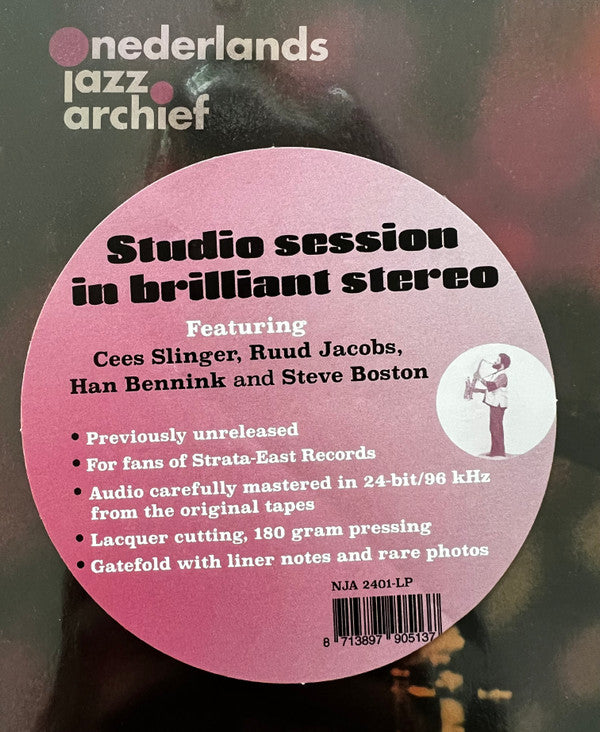 nederlands
jazz
archief
Studio session
in brilliant stereo
Featuring
Cees Slinger, Ruud Jacobs,
Han Bennink and Steve Boston
• Previously unreleased
• For fans of Strata-East Records
• Audio carefully mastered in 24-bit/96 kHz
from the original tapes
• Lacquer cutting, 180 gram pressing
• Gatefold with liner notes and rare photos
NJA 2401-LP
8 713897 905137